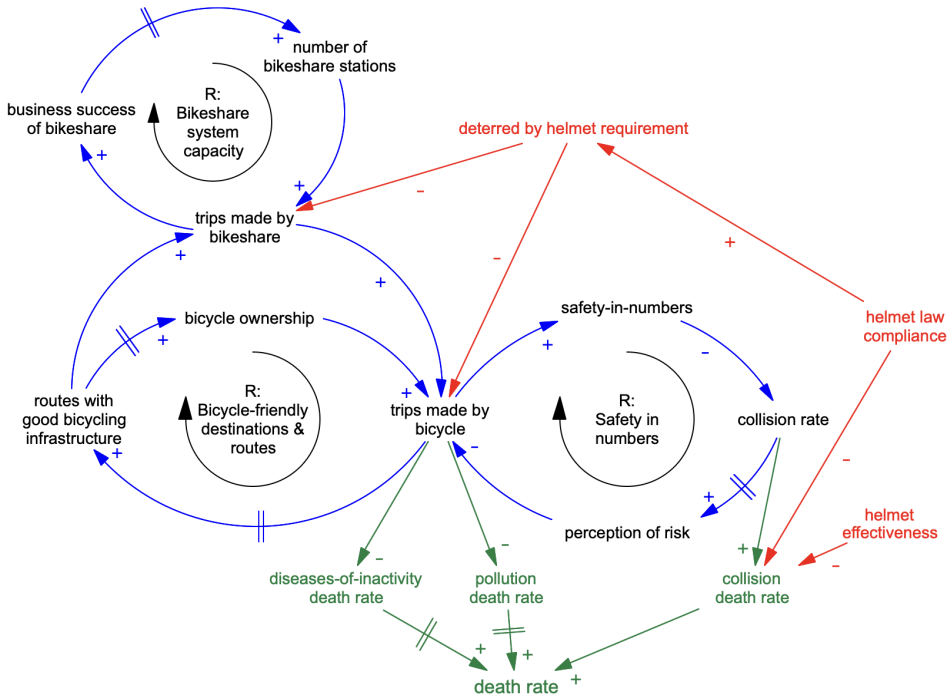 number of
bikeshare stations
business success
of bikeshare
R:
Bikeshare
system
capacity
deterred by helmet requirement
+
+
+
+
−
trips made by
bikeshare
+
+
−
+
bicycle ownership
+
safety-in-numbers
+
−
helmet law
compliance
routes with
good bicycling
infrastructure
+
R:
Bicycle-friendly
destinations &
routes
+
trips made by
bicycle
−
R:
Safety in
numbers
collision rate
−
+
perception of risk
helmet
effectiveness
−
−
−
+
diseases-of-inactivity
death rate
pollution
death rate
collision
death rate
+
+
+
death rate